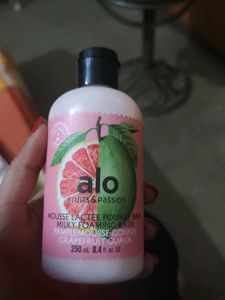 alo
FRUITS & PASSION
MOUSSE LACTÉE POUR LE BAIN
MILKY FOAMING BATH
PAMPLEMOUSSE GOYAVE
GRAPEFRUIT GUAVA
250 ml 8.4 fl. oz. US